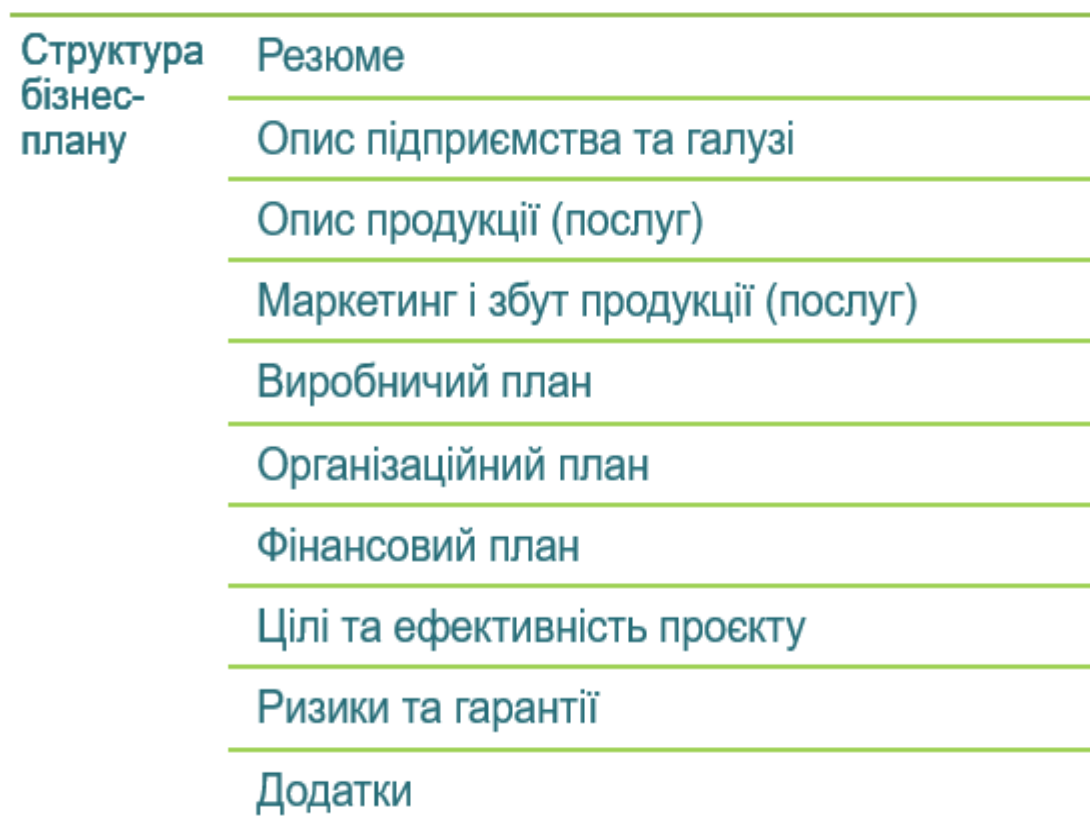 Структура
бізнес-
плану
Резюме
Опис підприємства та галузі
Опис продукції (послуг)
Маркетинг і збут продукції (послуг)
Виробничий план
Організаційний план
Фінансовий план
Цілі та ефективність проєкту
Ризики та гарантії
Додатки